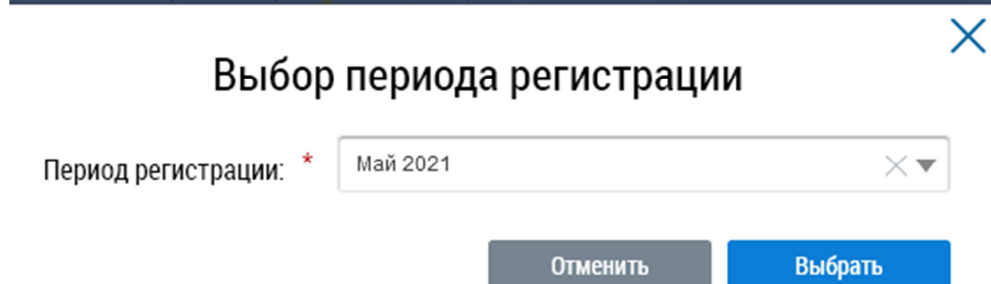 Выбор периода регистрации
Период регистрации: * Май 2021
Отменить Выбрать